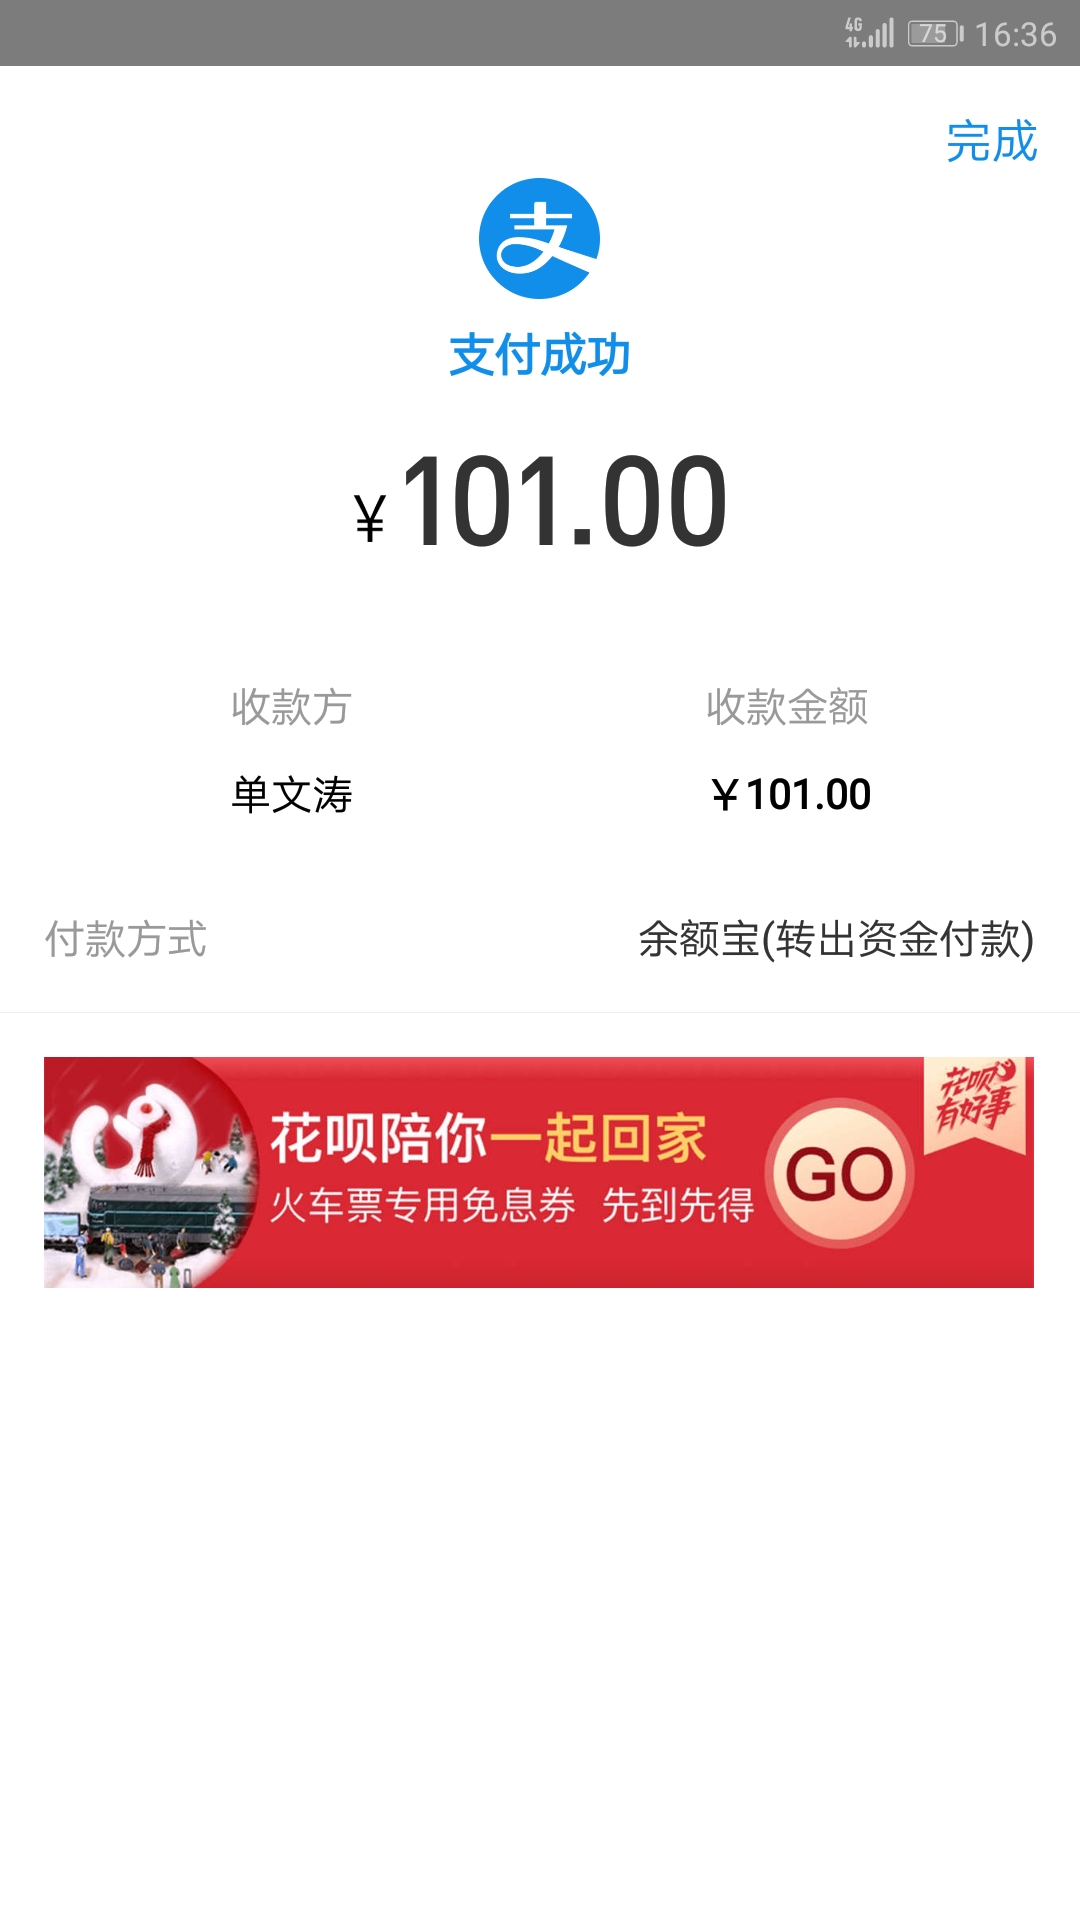 4G 75 16:36
完成
支
支付成功
¥101.00
收款方 收款金额
单文涛 ¥101.00
付款方式 余额宝(转出资金付款)
花呗陪你一起回家
火车票专用免息券 先到先得
GO
花呗
有好事